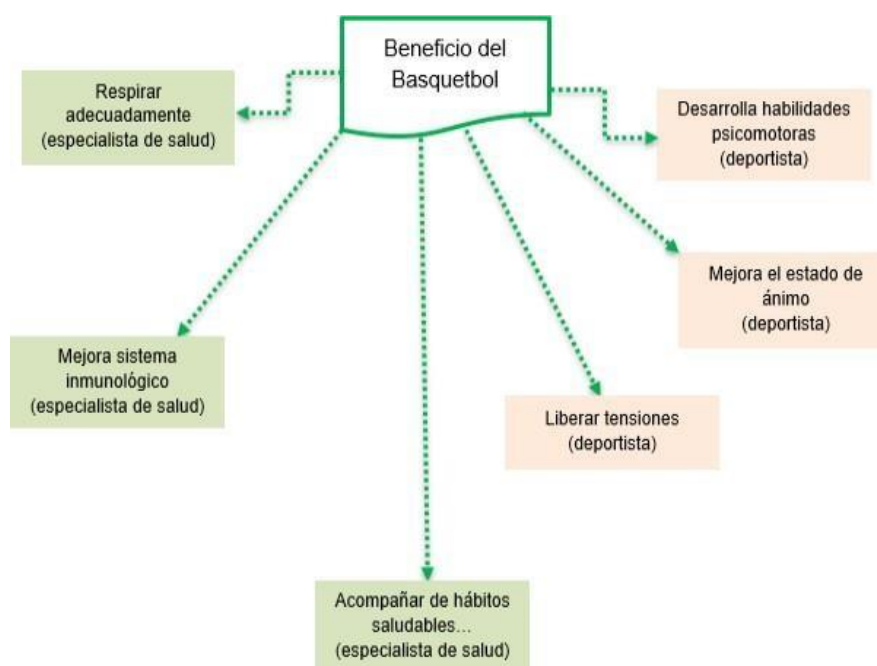 Beneficio del
Basquetbol
Respirar
adecuadamente
(especialista de salud)
Desarrolla habilidades
psicomotoras
(deportista)
Mejora el estado de
ánimo
(deportista)
Mejora sistema
inmunológico
(especialista de salud)
Liberar tensiones
(deportista)
Acompañar de hábitos
saludables...
(especialista de salud)